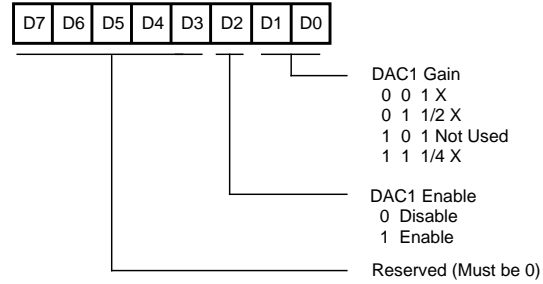 D7 D6 D5 D4 D3 D2 D1 D0
DAC1 Gain
0 0 1 X
0 1 1/2 X
1 0 1 Not Used
1 1 1/4 X
DAC1 Enable
0 Disable
1 Enable
Reserved (Must be 0)